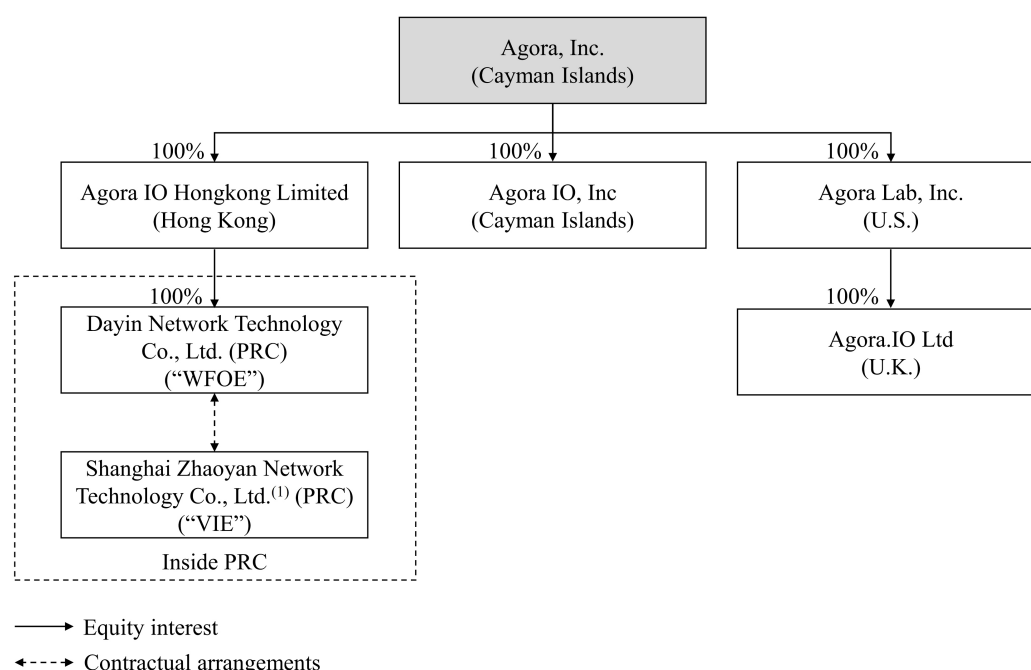 Agora, Inc.
(Cayman Islands)
100%
100%
100%
Agora IO Hongkong Limited
(Hong Kong)
Agora IO, Inc
(Cayman Islands)
Agora Lab, Inc.
(U.S.)
100%
100%
Dayin Network Technology
Co., Ltd. (PRC)
(“WFOE”)
Agora.IO Ltd
(U.K.)
Shanghai Zhaoyan Network
Technology Co., Ltd.(1) (PRC)
(“VIE”)
Inside PRC
Equity interest
Contractual arrangements